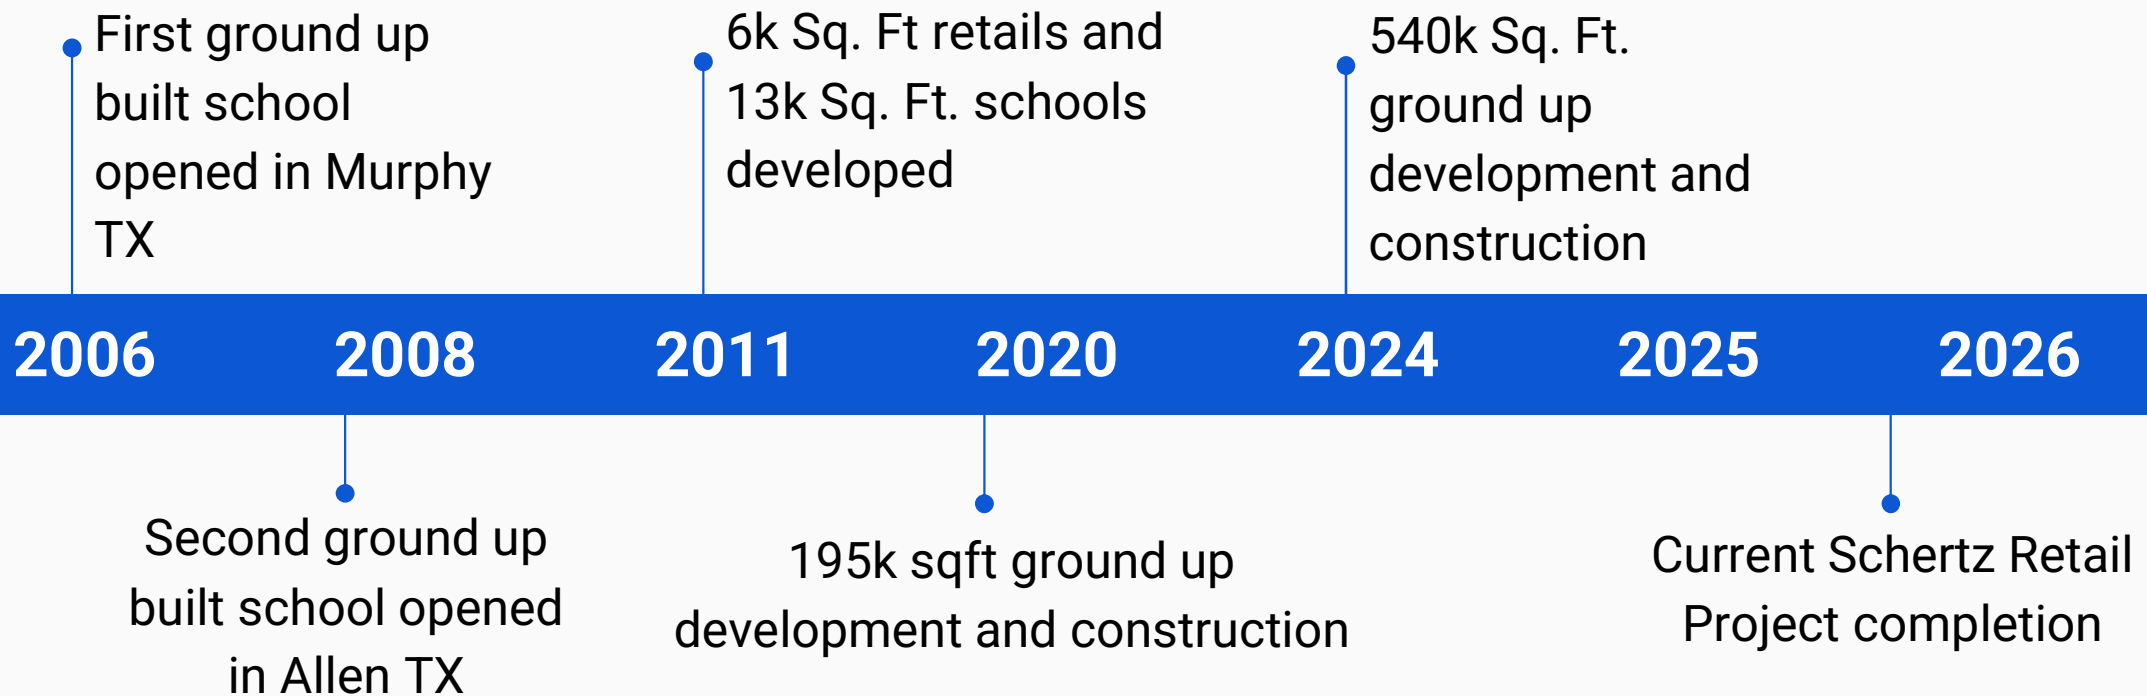 First ground up
built school
opened in Murphy
TX
6k Sq. Ft retails and
13k Sq. Ft. schools
developed
540k Sq. Ft.
ground up
development and
construction
2006 2008 2011 2020 2024 2025 2026
Second ground up
built school opened
in Allen TX
195k sqft ground up
development and construction
Current Schertz Retail
Project completion